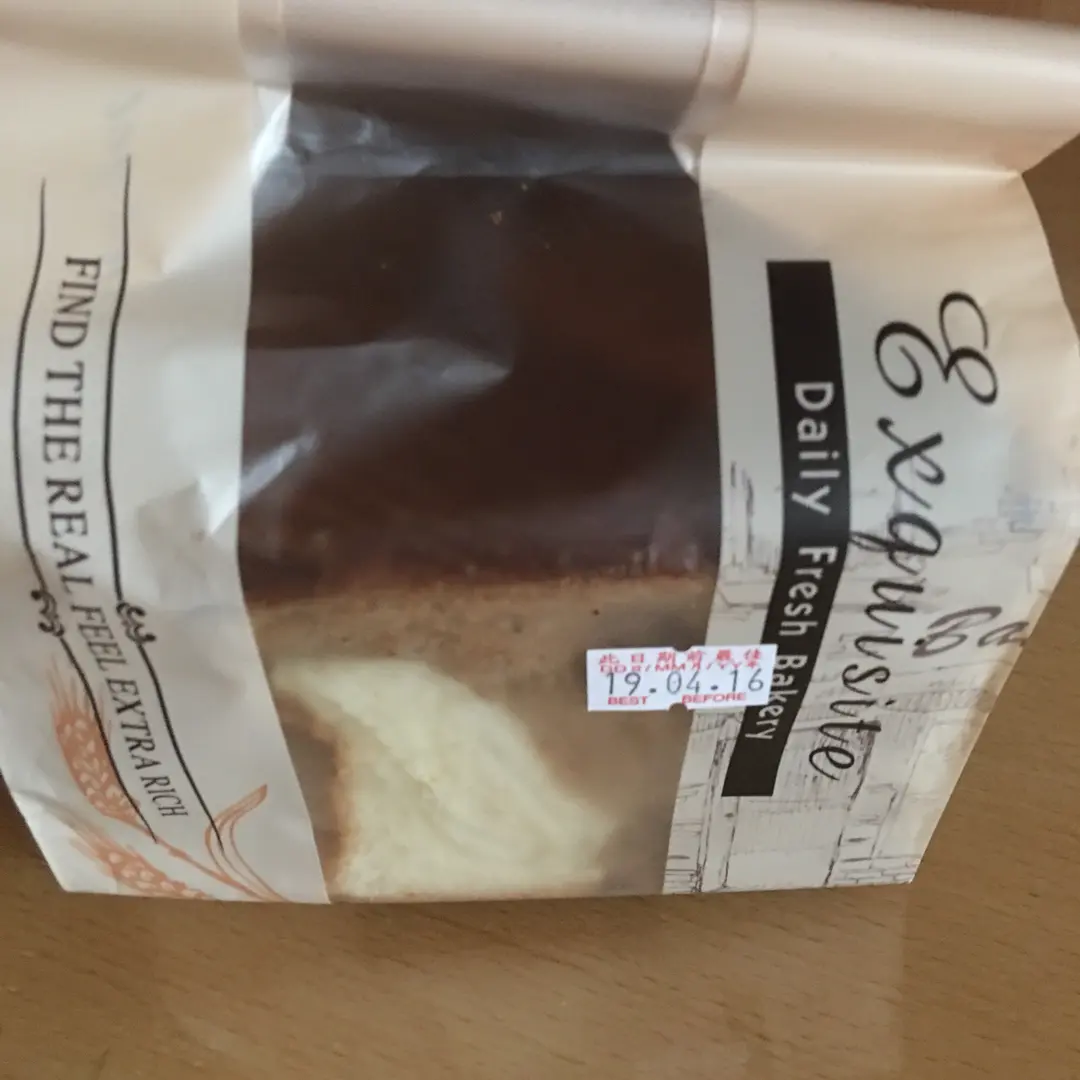 FIND THE REAL FEEL EXTRA RICH
Exquisite
Daily Fresh Bakery
此日期前最佳
19.04.16
BEST BEFORE